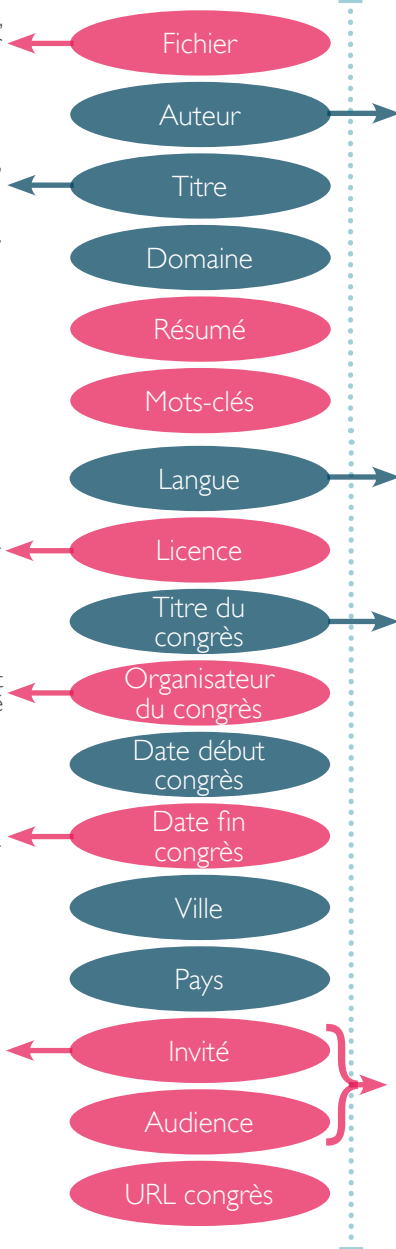 Fichier
Auteur
Titre
Domaine
Résumé
Mots-clés
Langue
Licence
Titre du
congrès
Organisateur
du congrès
Date début
congrès
Date fin
congrès
Ville
Pays
Invité
Audience
URL congrès